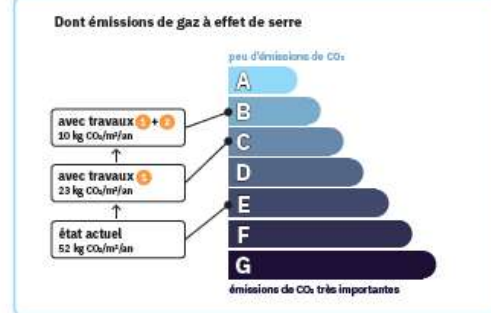 Dont émissions de gaz à effet de serre
peu d'émissions de CO₂
A
B
C
D
E
F
G
émissions de CO₂ très importantes
avec travaux 1 + 2
10 kg CO₂/m²/an
avec travaux 1
23 kg CO₂/m²/an
état actuel
52 kg CO₂/m²/an